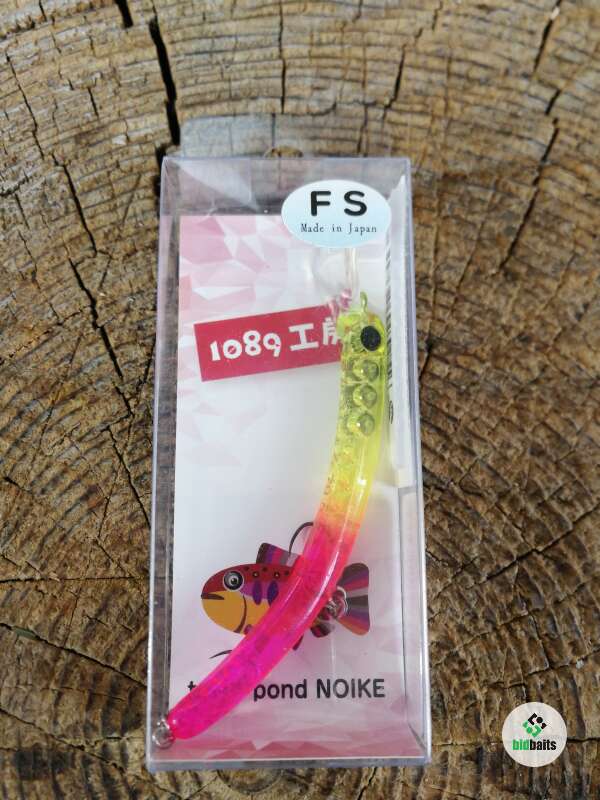 FS
Made in Japan
1089工房
pond NOIKE
bidbaits